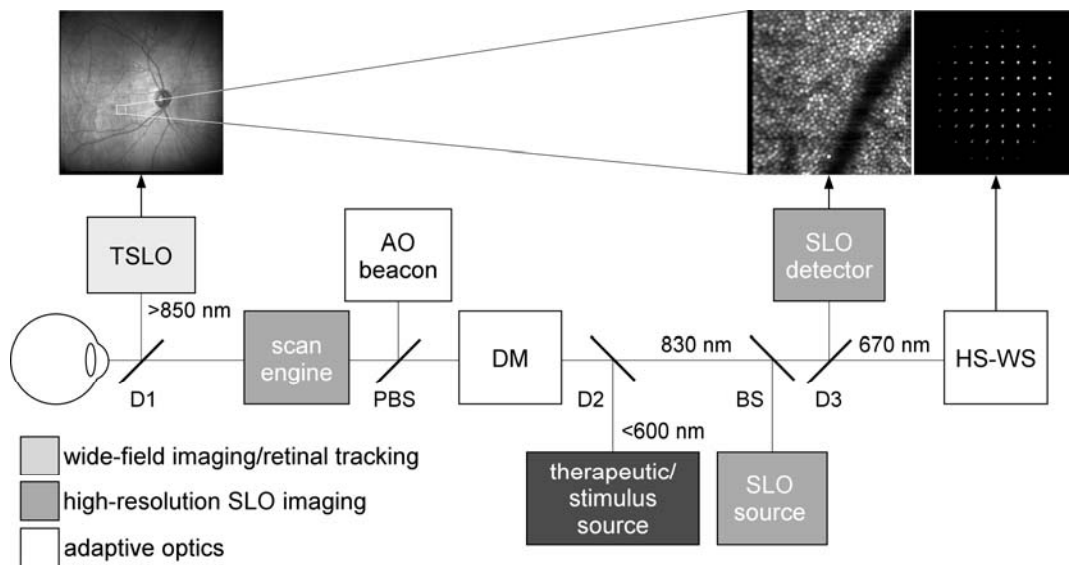 TSLO
AO
beacon
SLO
detector
>850 nm
scan
engine
DM
830 nm
670 nm
HS-WS
D1
PBS
D2
BS
D3
<600 nm
wide-field imaging/retinal tracking
high-resolution SLO imaging
adaptive optics
therapeutic/
stimulus
source
SLO
source